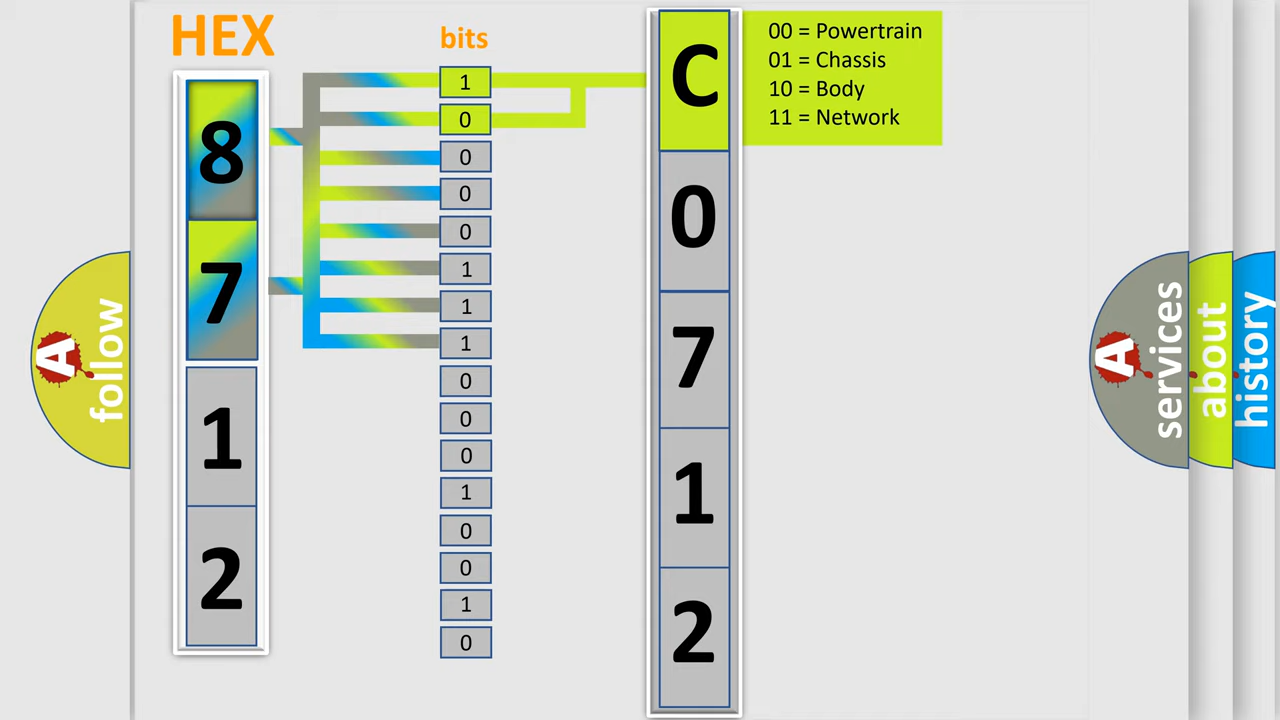 HEX
bits
8
7
1
2
1
0
0
0
0
1
1
1
0
0
0
1
0
0
1
0
C
0
7
1
2
00 = Powertrain
01 = Chassis
10 = Body
11 = Network
A
follow
A
services
about
history